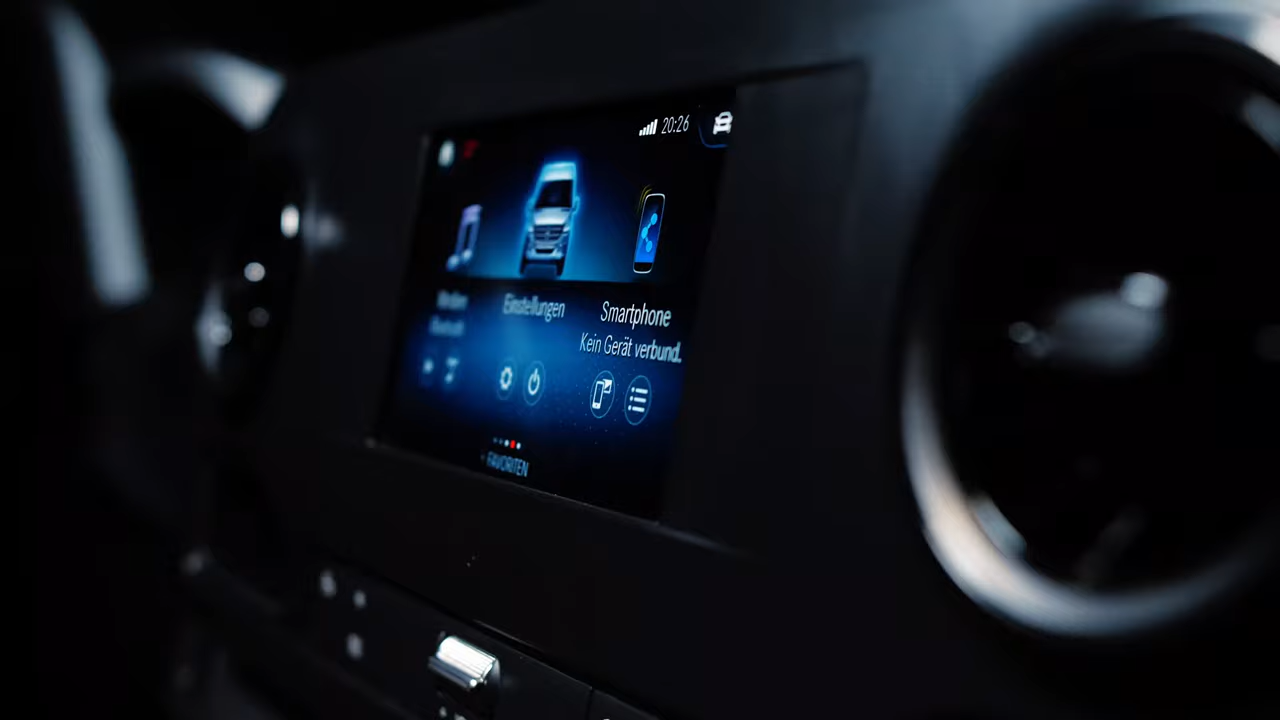 20:26
Einstellungen
Smartphone
Kein Gerät verbund.
FAVORITEN